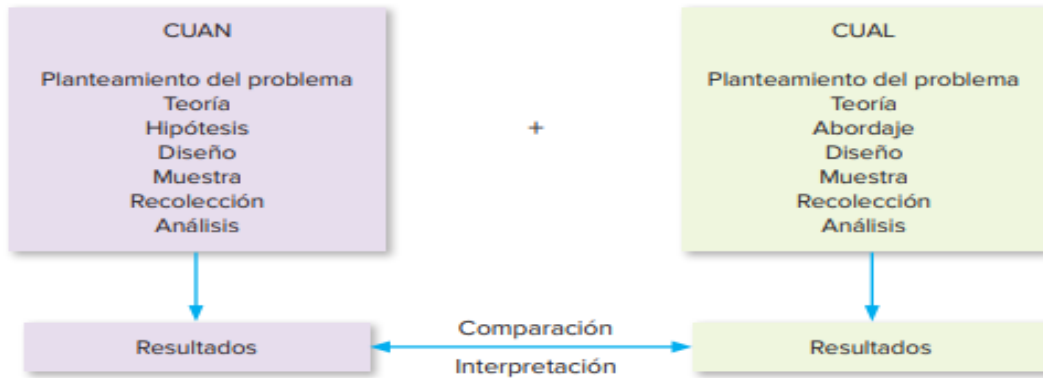 CUAN
Planteamiento del problema
Teoría
Hipótesis
Diseño
Muestra
Recolección
Análisis
+
CUAL
Planteamiento del problema
Teoría
Abordaje
Diseño
Muestra
Recolección
Análisis
Resultados
Comparación
Interpretación
Resultados